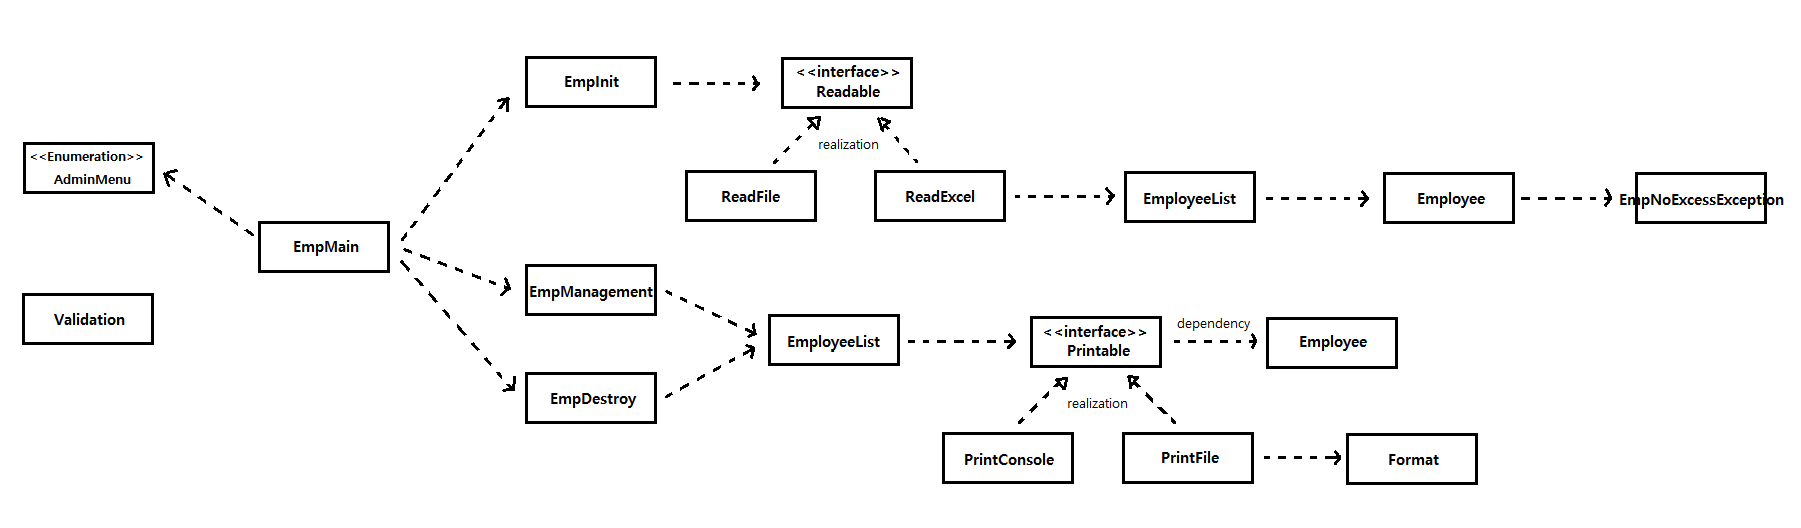 EmpInit
<<interface>>
Readable
realization
<<Enumeration>>
AdminMenu
ReadFile
ReadExcel
EmployeeList
Employee
EmpNoExcessException
EmpMain
EmpManagement
Validation
EmployeeList
<<interface>>
Printable
dependency
Employee
EmpDestroy
realization
PrintConsole
PrintFile
Format